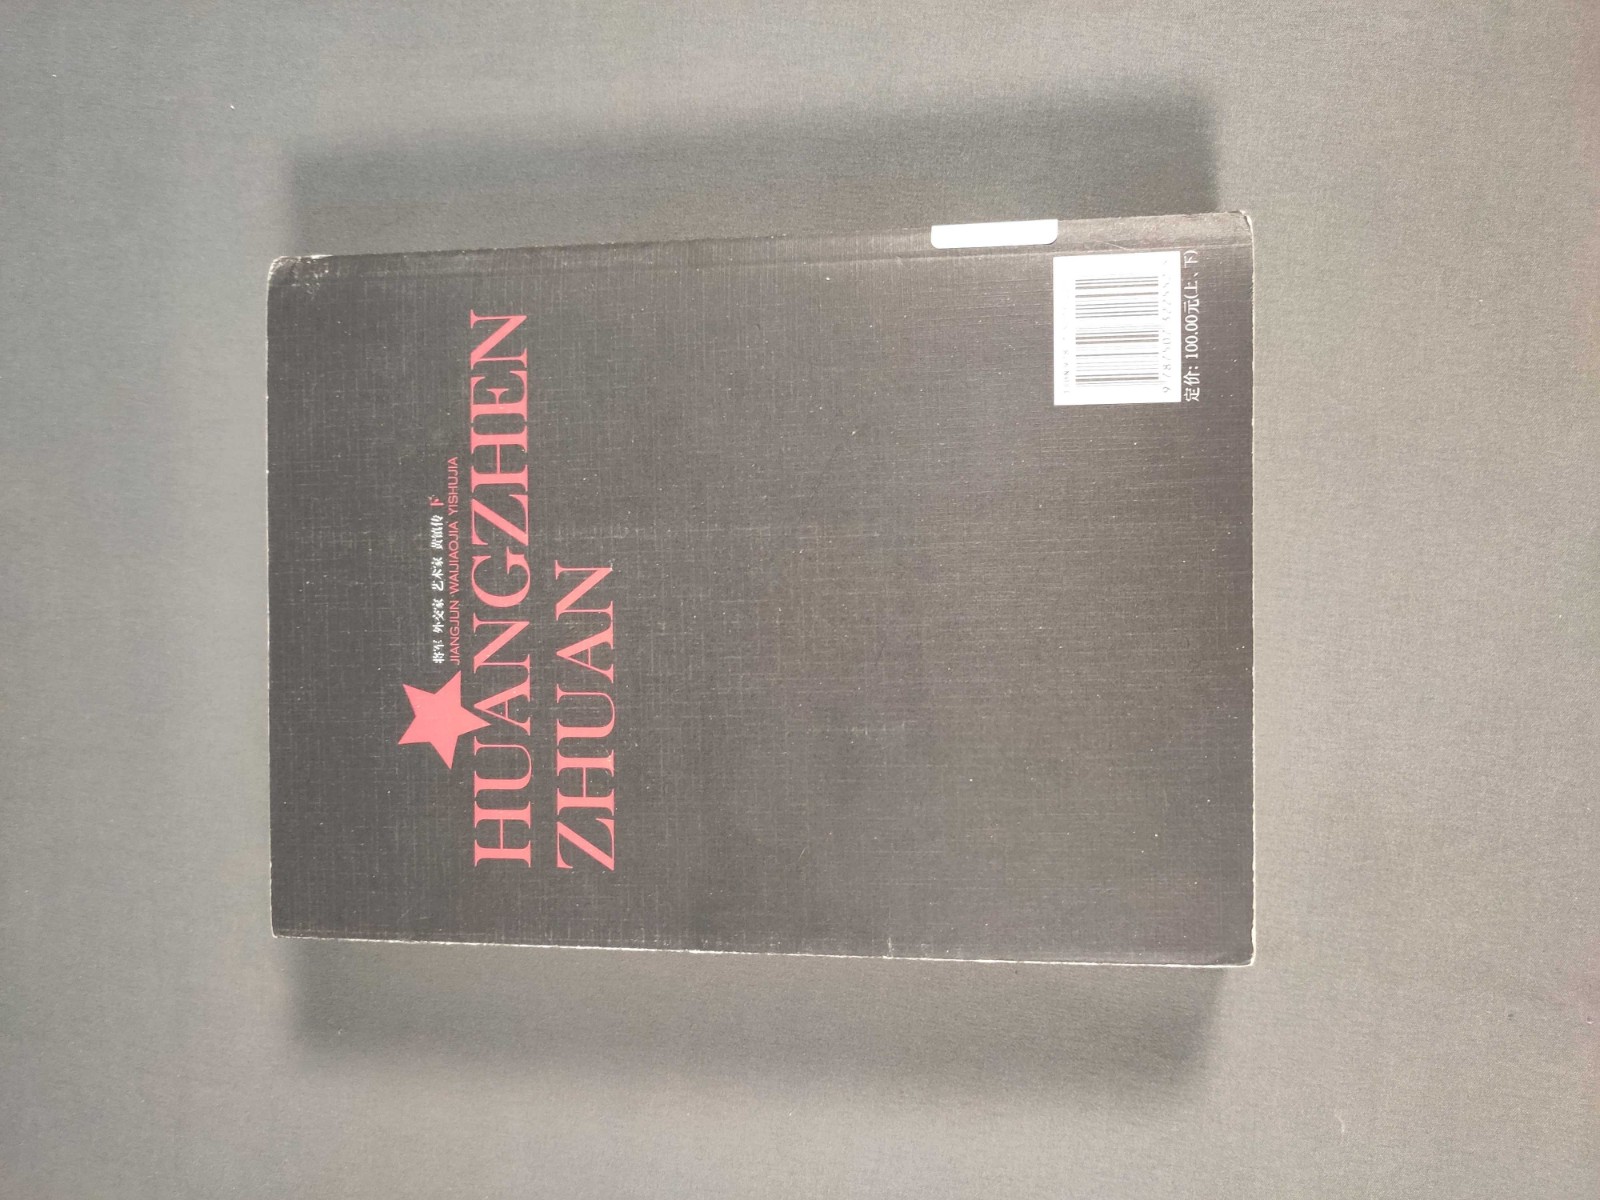 将军 外交家 艺术家 黄镇传 下
JIANGJUN WAIJIAOJIA YISHUJIA
HUANGZHEN
ZHUAN
定价: 100.00元(上、下)